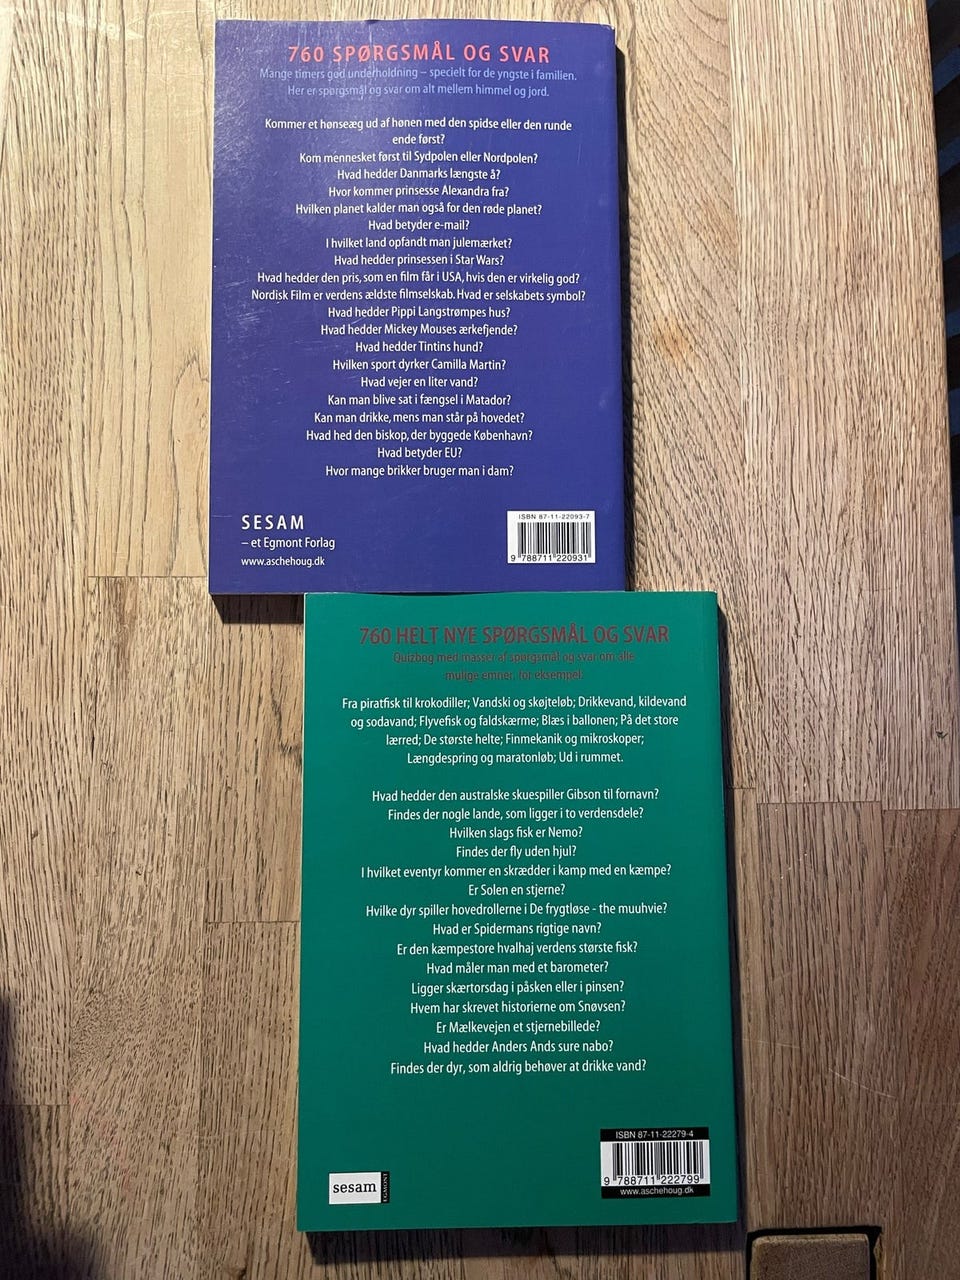 760 SPØRGSMÅL OG SVAR
Mange timers god underholdning – specielt for de yngste i familien.
Her er spørgsmål og svar om alt mellem himmel og jord.
Kommer et hønseæg ud af hønen med den spidse eller den runde
ende først?
Kom mennesket først til Sydpolen eller Nordpolen?
Hvad hedder Danmarks længste å?
Hvor kommer prinsesse Alexandra fra?
Hvilken planet kalder man også for den røde planet?
Hvad betyder e-mail?
I hvilket land opfandt man julemærket?
Hvad hedder prinsessen i Star Wars?
Hvad hedder den pris, som en film får i USA, hvis den er virkelig god?
Nordisk Film er verdens ældste filmselskab. Hvad er selskabets symbol?
Hvad hedder Pippi Langstrømpes hus?
Hvad hedder Mickey Mouses ærkefjende?
Hvad hedder Tintins hund?
Hvilken sport dyrker Camilla Martin?
Hvad vejer en liter vand?
Kan man blive sat i fængsel i Matador?
Kan man drikke, mens man står på hovedet?
Hvad hed den biskop, der byggede København?
Hvad betyder EU?
Hvor mange brikker bruger man i dam?
SESAM
– et Egmont Forlag
www.aschehoug.dk
ISBN 87-11-22093-7
9 788711 220931
760 HELT NYE SPØRGSMÅL OG SVAR
Quizbog med masser af spørgsmål og svar om alle
mulige emner, for eksempel:
Fra piratfisk til krokodiller; Vandski og skøjteløb; Drikkevand, kildevand
og sodavand; Flyvefisk og faldskærme; Blæs i ballonen; På det store
lærred; De største helte; Finmekanik og mikroskoper;
Længdespring og maratonløb; Ud i rummet.
Hvad hedder den australske skuespiller Gibson til fornavn?
Findes der nogle lande, som ligger i to verdensdele?
Hvilken slags fisk er Nemo?
Findes der fly uden hjul?
I hvilket eventyr kommer en skrædder i kamp med en kæmpe?
Er Solen en stjerne?
Hvilke dyr spiller hovedrollerne i De frygtløse - the muuhvie?
Hvad er Spidermans rigtige navn?
Er den kæmpestore hvalhaj verdens største fisk?
Hvad måler man med et barometer?
Ligger skærtorsdag i påsken eller i pinsen?
Hvem har skrevet historierne om Snøvsen?
Er Mælkevejen et stjernebillede?
Hvad hedder Anders Ands sure nabo?
Findes der dyr, som aldrig behøver at drikke vand?
sesam
EGMONT
ISBN 87-11-22279-4
9 788711 222799
www.aschehoug.dk